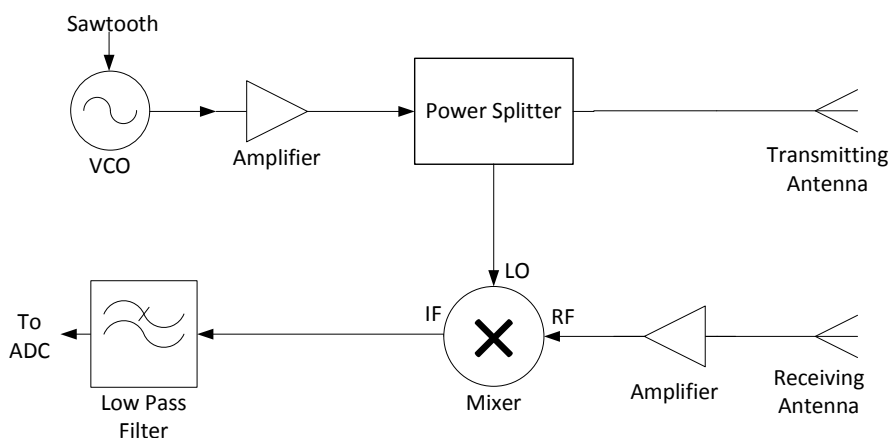 Sawtooth
VCO
Amplifier
Power Splitter
Transmitting
Antenna
LO
IF
RF
To
ADC
Low Pass
Filter
Mixer
Amplifier
Receiving
Antenna